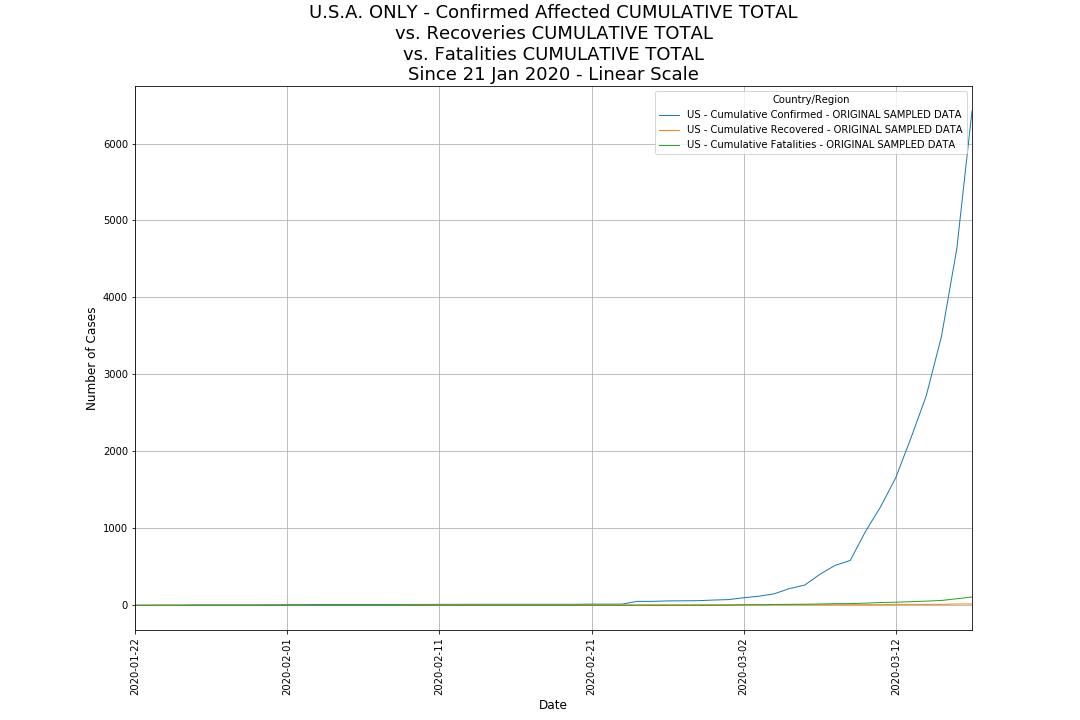 U.S.A. ONLY - Confirmed Affected CUMULATIVE TOTAL
vs. Recoveries CUMULATIVE TOTAL
vs. Fatalities CUMULATIVE TOTAL
Since 21 Jan 2020 - Linear Scale
Country/Region
US - Cumulative Confirmed - ORIGINAL SAMPLED DATA
US - Cumulative Recovered - ORIGINAL SAMPLED DATA
US - Cumulative Fatalities - ORIGINAL SAMPLED DATA
Number of Cases
6000
5000
4000
3000
2000
1000
0
2020-01-22
2020-02-01
2020-02-11
2020-02-21
2020-03-02
2020-03-12
Date